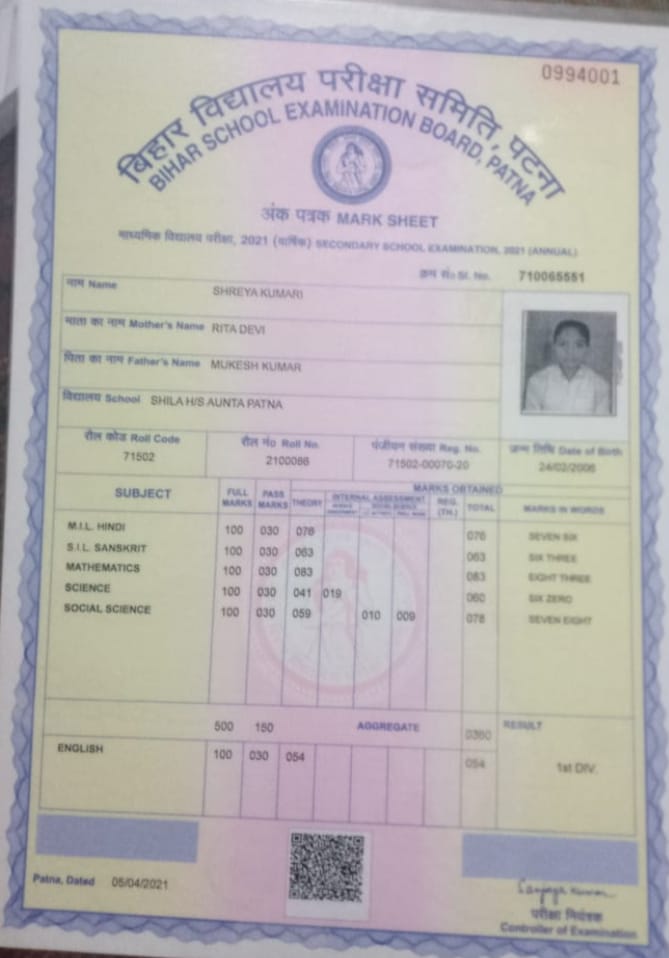 0994001
बिहार विद्यालय परीक्षा समिति, पटना
BIHAR SCHOOL EXAMINATION BOARD, PATNA
अंक पत्रक MARK SHEET
माध्यमिक विद्यालय परीक्षा, 2021 (वार्षिक) SECONDARY SCHOOL EXAMINATION, 2021 (ANNUAL)
क्रम सं० Sl. No. 710065551
नाम Name SHREYA KUMARI
माता का नाम Mother's Name RITA DEVI
पिता का नाम Father's Name MUKESH KUMAR
विद्यालय School SHILA H/S AUNTA PATNA
रौल कोड Roll Code रौल नं० Roll No. पंजीयन संख्या Reg. No. जन्म तिथि Date of Birth
71502 2100086 71502-00070-20 24/02/2006
SUBJECT FULL MARKS PASS MARKS MARKS OBTAINED
THEORY INTERNAL ASSESSMENT REG. (TH.) TOTAL MARKS IN WORDS
SCIENCE SOCIAL SCIENCE
M.I.L. HINDI 100 030 076 076 SEVEN SIX
S.I.L. SANSKRIT 100 030 063 063 SIX THREE
MATHEMATICS 100 030 083 083 EIGHT THREE
SCIENCE 100 030 041 019 060 SIX ZERO
SOCIAL SCIENCE 100 030 059 010 009 078 SEVEN EIGHT
500 150 AGGREGATE 0360 RESULT
ENGLISH 100 030 054 054 1st DIV.
Patna, Dated 05/04/2021
Sanjay Kumar
परीक्षा नियंत्रक
Controller of Examination